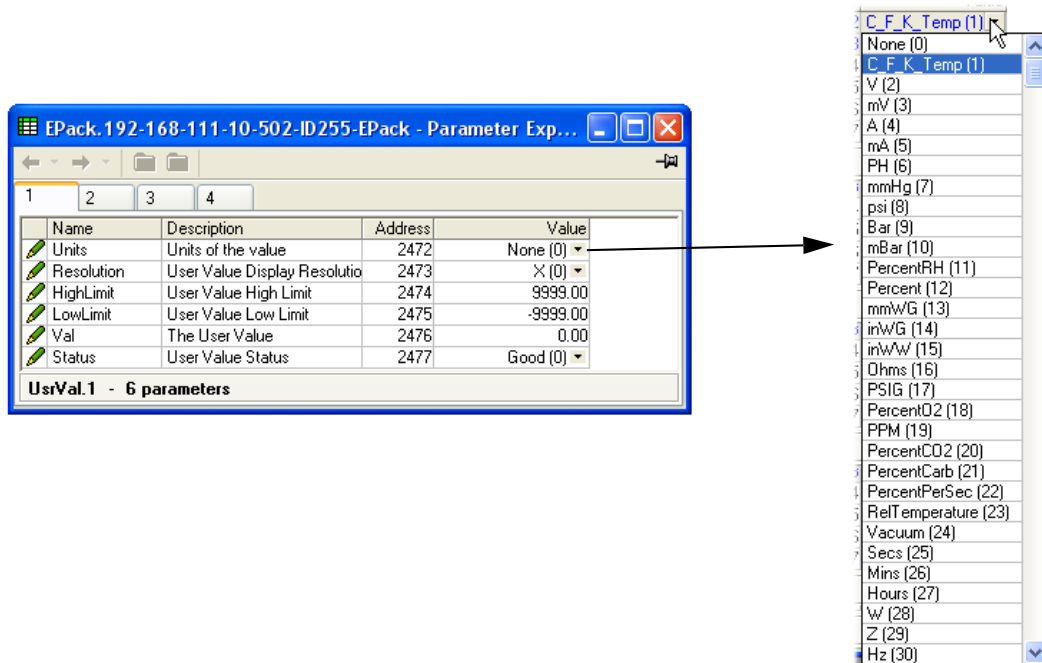 EPack.192-168-111-10-502-ID255-EPack - Parameter Exp...
1 2 3 4
Name Description Address Value
Units Units of the value 2472 None (0)
Resolution User Value Display Resolutio 2473 X (0)
HighLimit User Value High Limit 2474 9999.00
LowLimit User Value Low Limit 2475 -9999.00
Val The User Value 2476 0.00
Status User Value Status 2477 Good (0)
UsrVal.1 - 6 parameters
C_F_K_Temp (1)
None (0)
C_F_K_Temp (1)
V (2)
mV (3)
A (4)
mA (5)
PH (6)
mmHg (7)
psi (8)
Bar (9)
mBar (10)
PercentRH (11)
Percent (12)
mmWG (13)
inWG (14)
inWW (15)
Ohms (16)
PSIG (17)
PercentO2 (18)
PPM (19)
PercentCO2 (20)
PercentCarb (21)
PercentPerSec (22)
RelTemperature (23)
Vacuum (24)
Secs (25)
Mins (26)
Hours (27)
W (28)
Z (29)
Hz (30)